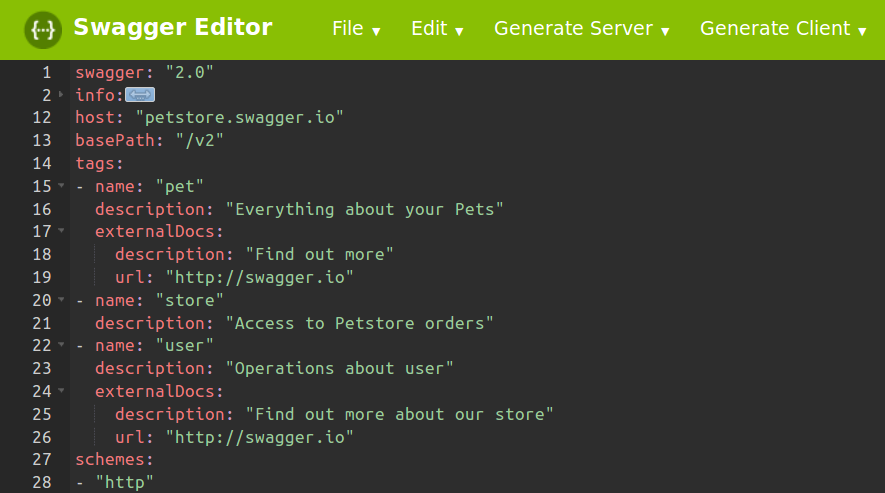 {...} Swagger Editor File ▼ Edit ▼ Generate Server ▼ Generate Client ▼
1 swagger: "2.0"
2 info:
12 host: "petstore.swagger.io"
13 basePath: "/v2"
14 tags:
15 - name: "pet"
16   description: "Everything about your Pets"
17   externalDocs:
18     description: "Find out more"
19     url: "http://swagger.io"
20 - name: "store"
21   description: "Access to Petstore orders"
22 - name: "user"
23   description: "Operations about user"
24   externalDocs:
25     description: "Find out more about our store"
26     url: "http://swagger.io"
27 schemes:
28 - "http"